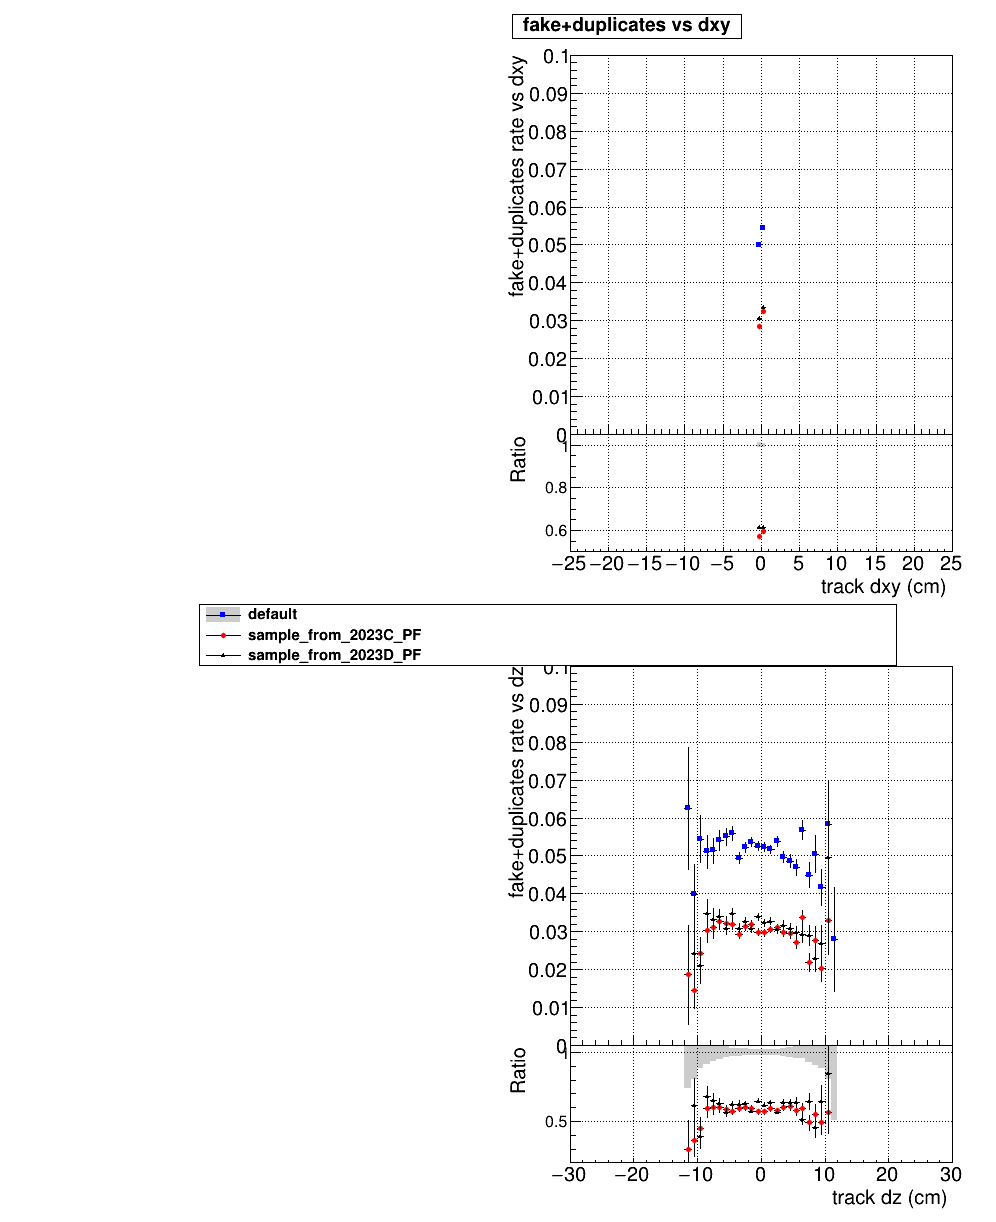 fake+duplicates vs dxy
fake+duplicates rate vs dxy
0.1
0.09
0.08
0.07
0.06
0.05
0.04
0.03
0.02
0.01
0
Ratio
1
0.8
0.6
−25 −20 −15 −10 −5 0 5 10 15 20 25
track dxy (cm)
default
sample_from_2023C_PF
sample_from_2023D_PF
fake+duplicates rate vs dz
0.1
0.09
0.08
0.07
0.06
0.05
0.04
0.03
0.02
0.01
0
Ratio
1
0.5
−30 −20 −10 0 10 20 30
track dz (cm)